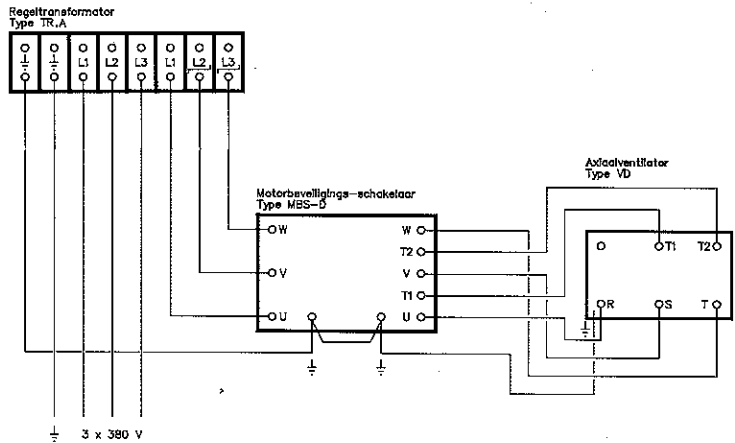 Regeltransformator
Type TR.A
L1 L2 L3 L1 L2 L3
Motorbeveiligings-schakelaar
Type MBS-D
Axiaalventilator
Type VD
W W
T2
V V
T1
U U
T1 T2
R S T
3 x 380 V